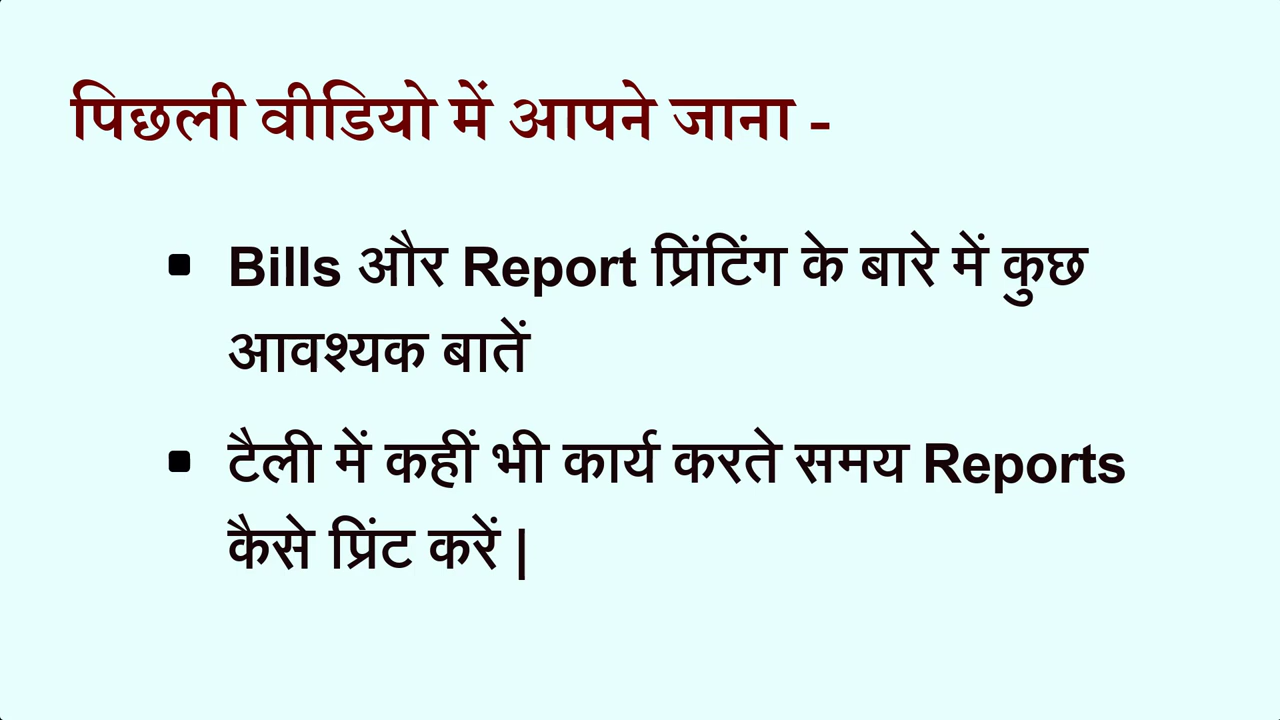 पिछली वीडियो में आपने जाना -
▪ Bills और Report प्रिंटिंग के बारे में कुछ
आवश्यक बातें
▪ टैली में कहीं भी कार्य करते समय Reports
कैसे प्रिंट करें |